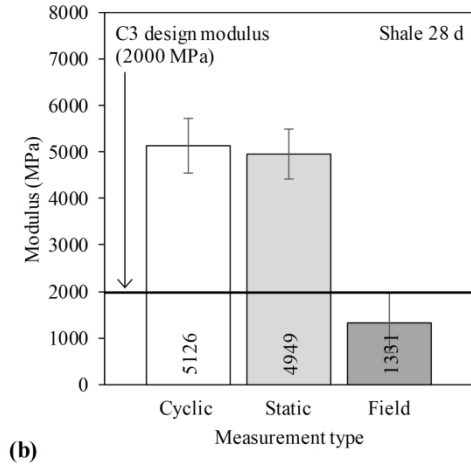 8000
7000
6000
5000
4000
3000
2000
1000
0
Modulus (MPa)
C3 design modulus
(2000 MPa)
Shale 28 d
5126
4949
1331
Cyclic
Static
Field
Measurement type
(b)